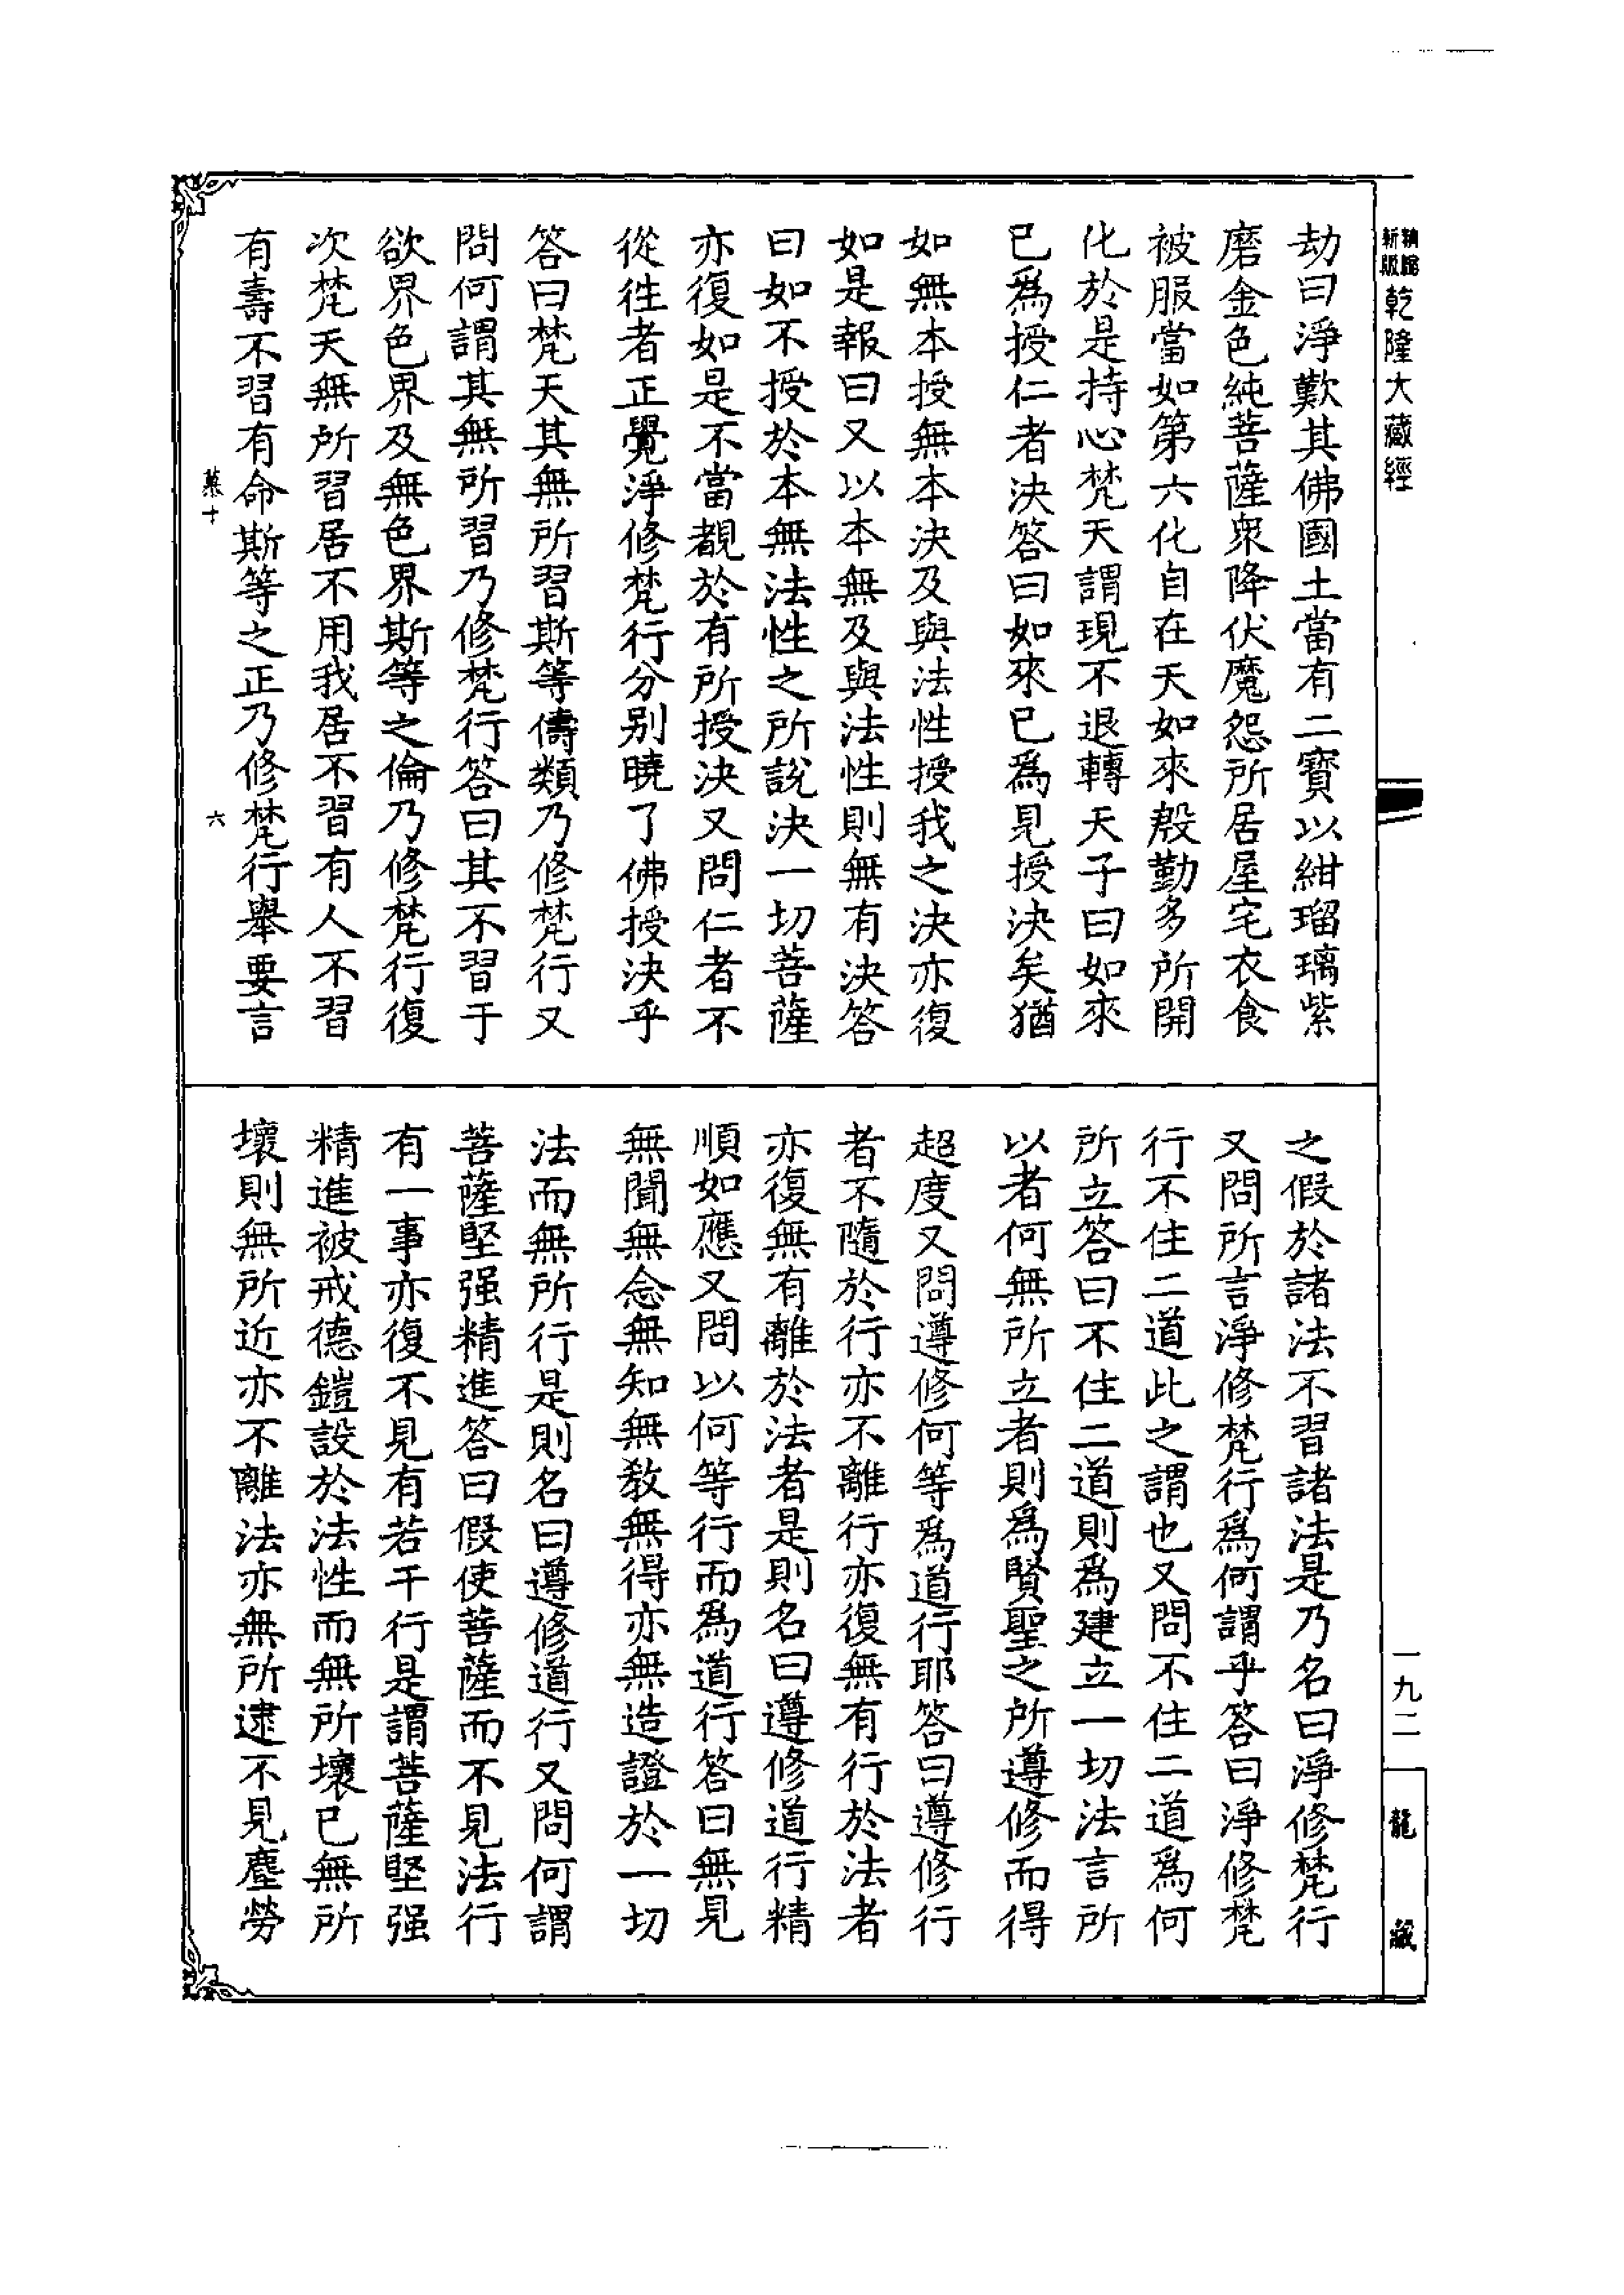 精縮新版乾隆大藏經
劫曰淨歎其佛國土當有二寶以紺瑠璃紫
磨金色純菩薩衆降伏魔怨所居屋宅衣食
被服當如第六化自在天如來殷勤多所開
化於是持心梵天謂現不退轉天子曰如來
已爲授仁者決答曰如來已爲見授決矣猶
如無本授無本決及與法性授我之決亦復
如是報曰又以本無及與法性則無有決答
曰如不授於本無法性之所說決一切菩薩
亦復如是不當覩於有所授決又問仁者不
從往者正覺淨修梵行分別曉了佛授決乎
答曰梵天其無所習斯等儔類乃修梵行又
問何謂其無所習乃修梵行答曰其不習于
欲界色界及無色界斯等之倫乃修梵行復
次梵天無所習居不用我居不習有人不習
有壽不習有命斯等之正乃修梵行舉要言
慕十
六
之假於諸法不習諸法是乃名曰淨修梵行
又問所言淨修梵行爲何謂乎答曰淨修梵
行不住二道此之謂也又問不住二道爲何
所立答曰不住二道則爲建立一切法言所
以者何無所立者則爲賢聖之所遵修而得
超度又問遵修何等爲道行耶答曰遵修行
者不隨於行亦不離行亦復無有行於法者
亦復無有離於法者是則名曰遵修道行精
順如應又問以何等行而爲道行答曰無見
無聞無念無知無教無得亦無造證於一切
法而無所行是則名曰遵修道行又問何謂
菩薩堅强精進答曰假使菩薩而不見法行
有一事亦復不見有若干行是謂菩薩堅强
精進被戒德鎧設於法性而無所壞已無所
壞則無所近亦不離法亦無所逮不見塵勞
一九二
龍藏